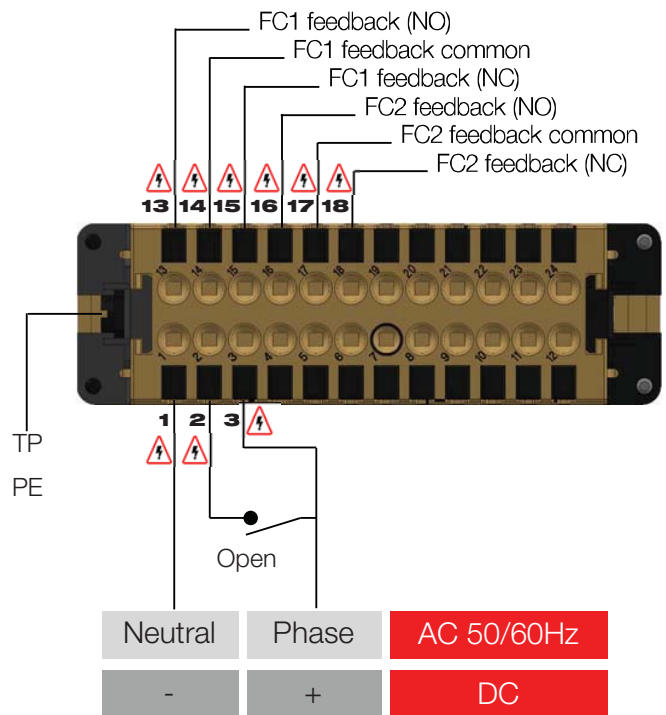 FC1 feedback (NO)
FC1 feedback common
FC1 feedback (NC)
FC2 feedback (NO)
FC2 feedback common
FC2 feedback (NC)
13 14 15 16 17 18
13 14 15 16 17 18 19 20 21 22 23 24
1 2 3 4 5 6 7 8 9 10 11 12
1 2 3
TP
PE
Open
Neutral Phase AC 50/60Hz
- + DC